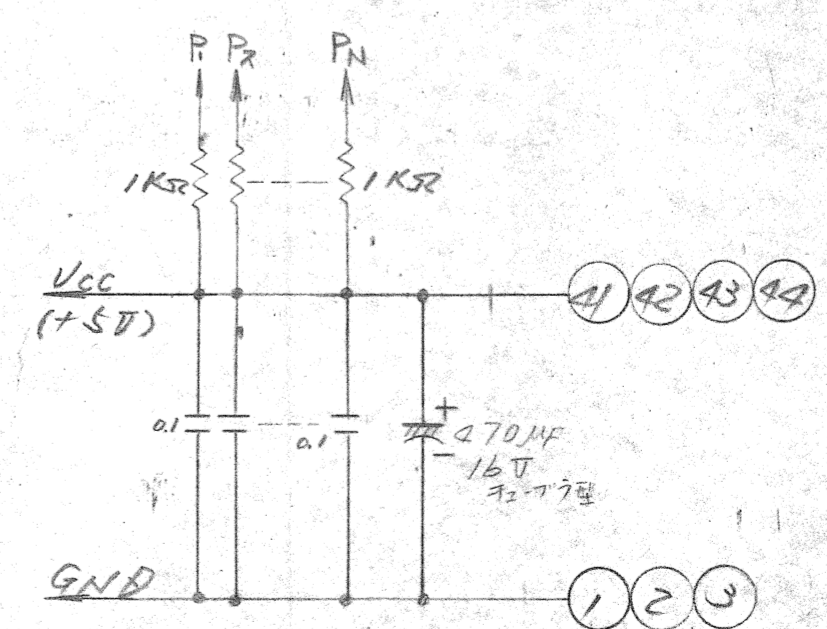 P1 P2 PN
1KΩ 1KΩ
Vcc
(+5V)
41 42 43 44
0.1 0.1
+
470μF
-
16V
チューブラ型
GND
1 2 3